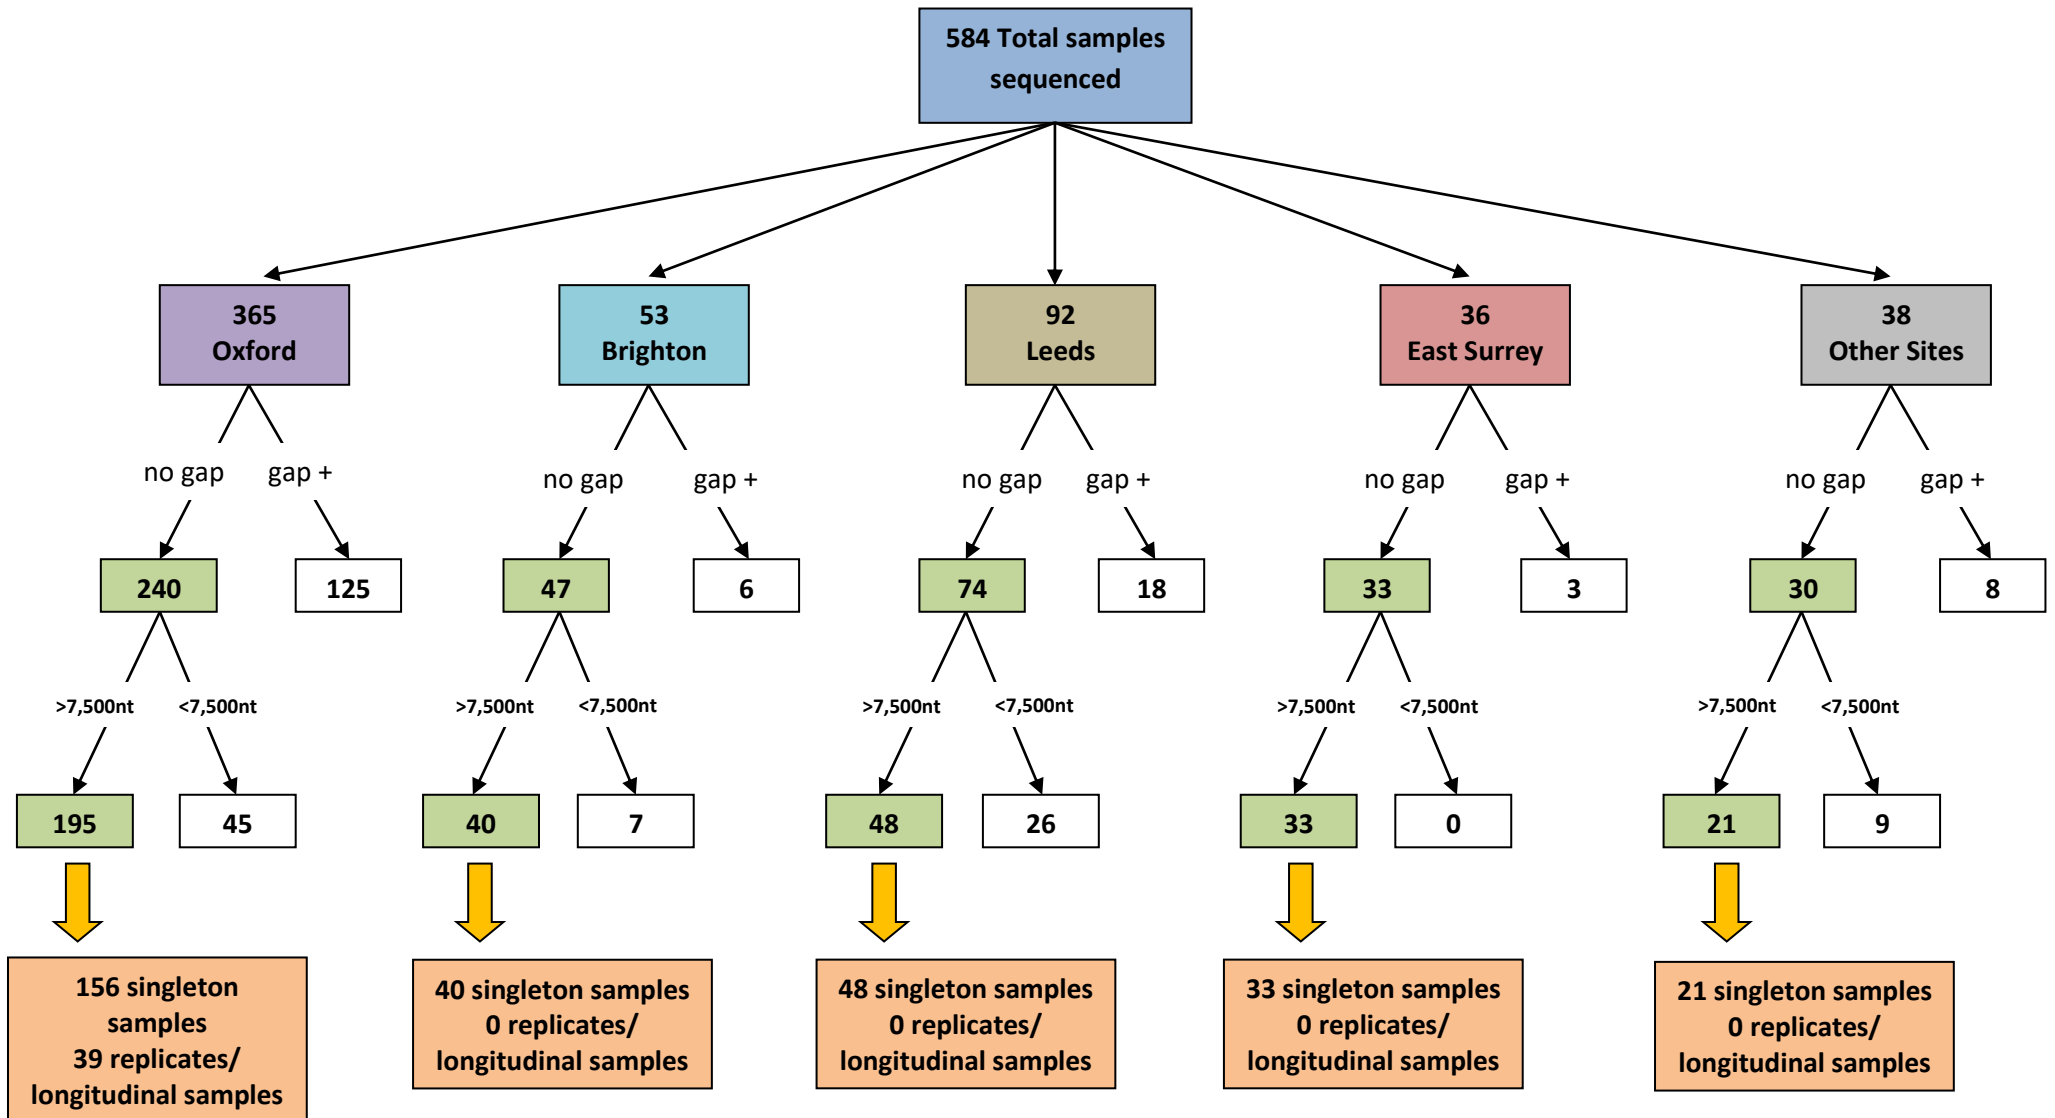 584 Total samples
sequenced
365
Oxford
53
Brighton
92
Leeds
36
East Surrey
38
Other Sites
no gap
gap +
no gap
gap +
no gap
gap +
no gap
gap +
no gap
gap +
240
125
47
6
74
18
33
3
30
8
>7,500nt
<7,500nt
>7,500nt
<7,500nt
>7,500nt
<7,500nt
>7,500nt
<7,500nt
>7,500nt
<7,500nt
195
45
40
7
48
26
33
0
21
9
156 singleton
samples
39 replicates/
longitudinal samples
40 singleton samples
0 replicates/
longitudinal samples
48 singleton samples
0 replicates/
longitudinal samples
33 singleton samples
0 replicates/
longitudinal samples
21 singleton samples
0 replicates/
longitudinal samples